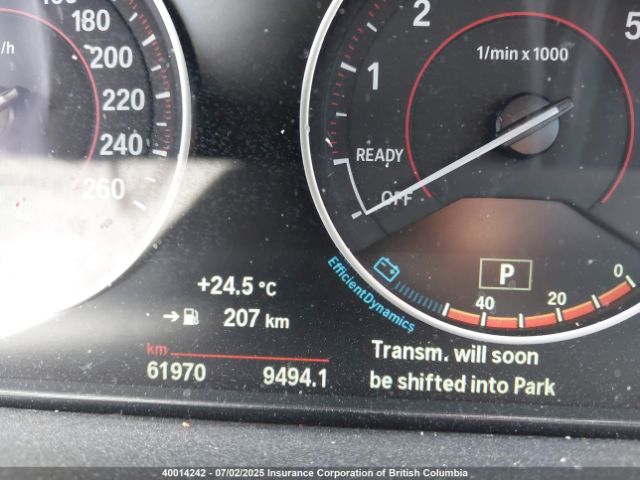 /h
180
180
200
220
240
260
1
2
5
1/min x 1000
READY
OFF
EfficientDynamics
P
40
20
0
+24.5 °C
207 km
km
61970
9494.1
Transm. will soon
be shifted into Park
40014242 - 07/02/2025 Insurance Corporation of British Columbia